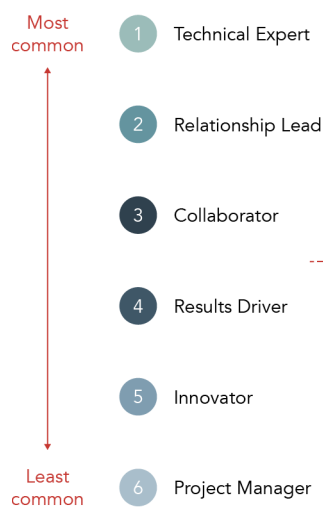 Most
common
1 Technical Expert
2 Relationship Lead
3 Collaborator
4 Results Driver
5 Innovator
Least
common
6 Project Manager